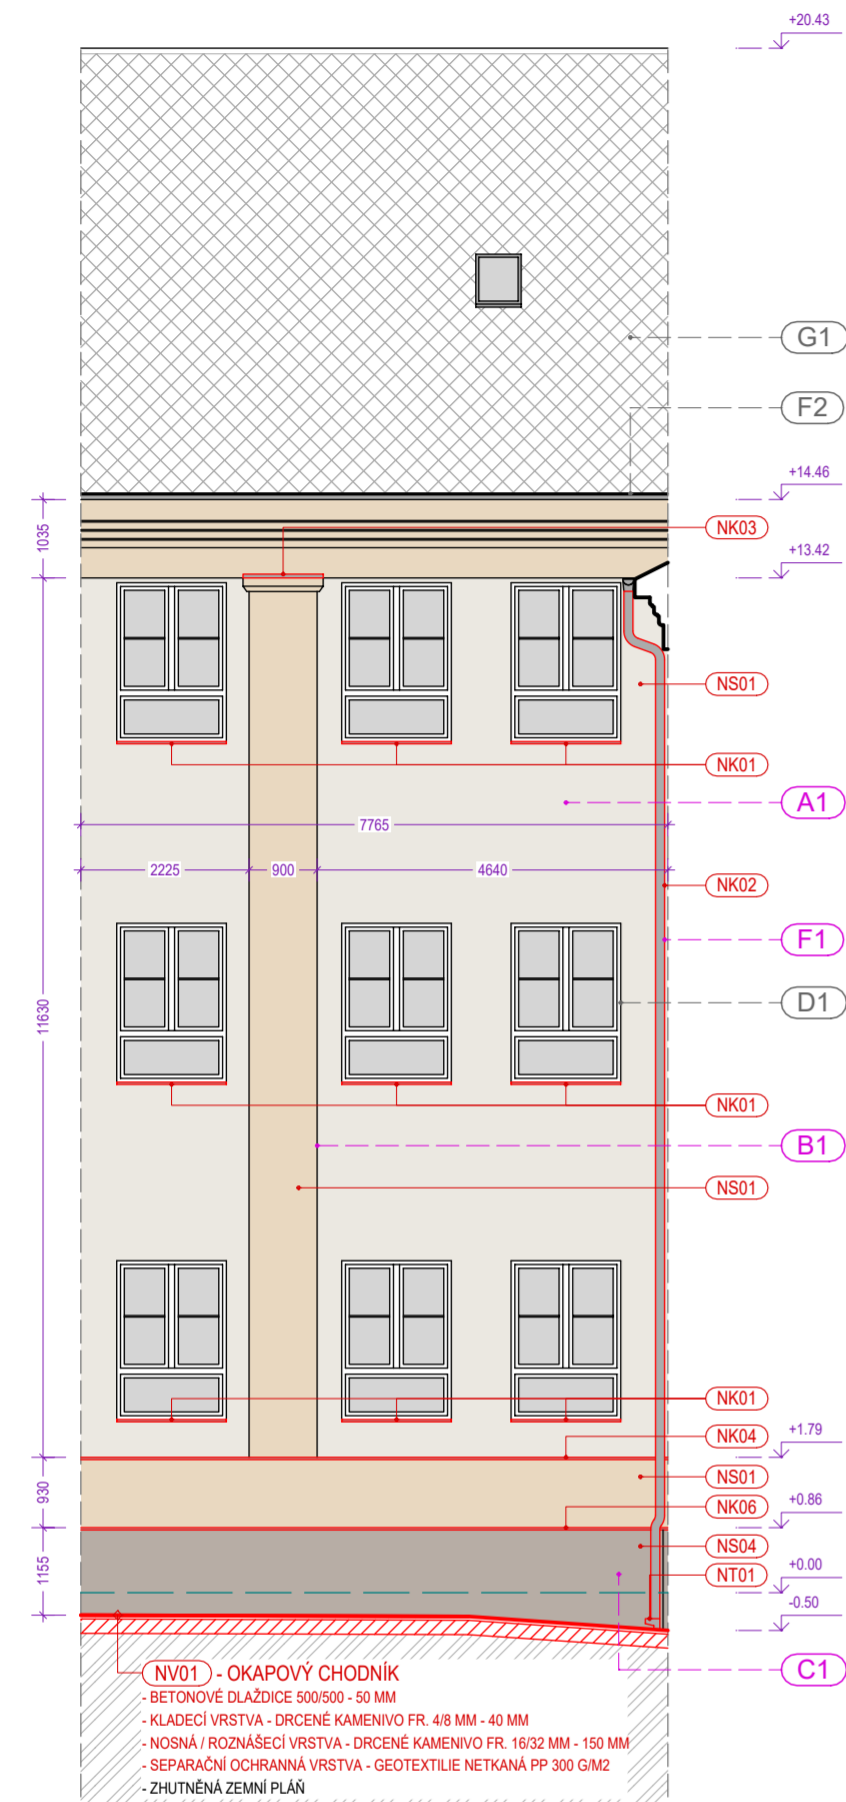 +20.43
G1
F2
+14.46
1035
NK03
+13.42
NS01
NK01
A1
7765
2225
900
4640
NK02
F1
11630
D1
NK01
B1
NS01
NK01
NK04
+1.79
NS01
930
NK06
+0.86
NS04
1155
NT01
+0.00
-0.50
NV01 - OKAPOVÝ CHODNÍK
C1
- BETONOVÉ DLAŽDICE 500/500 - 50 MM
- KLADECÍ VRSTVA - DRCENÉ KAMENIVO FR. 4/8 MM - 40 MM
- NOSNÁ / ROZNÁŠECÍ VRSTVA - DRCENÉ KAMENIVO FR. 16/32 MM - 150 MM
- SEPARAČNÍ OCHRANNÁ VRSTVA - GEOTEXTILIE NETKANÁ PP 300 G/M2
- ZHUTNĚNÁ ZEMNÍ PLÁŇ